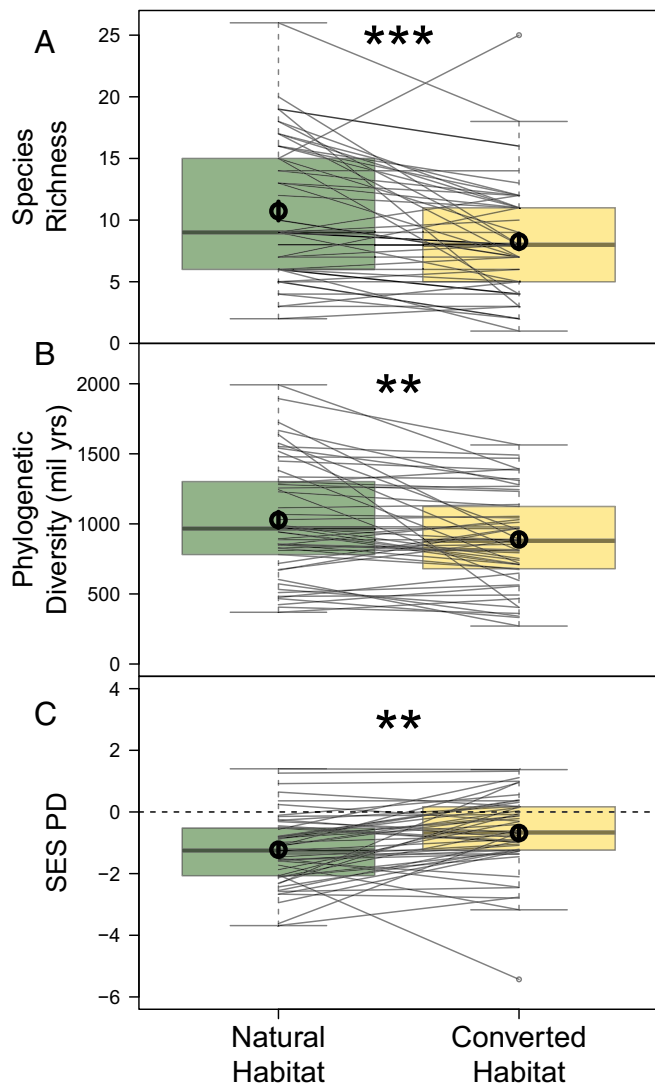 A
***
Species
Richness
25
20
15
10
5
0
B
**
Phylogenetic
Diversity (mil yrs)
2000
1500
1000
500
0
C
**
SES PD
4
2
0
−2
−4
−6
Natural
Habitat
Converted
Habitat